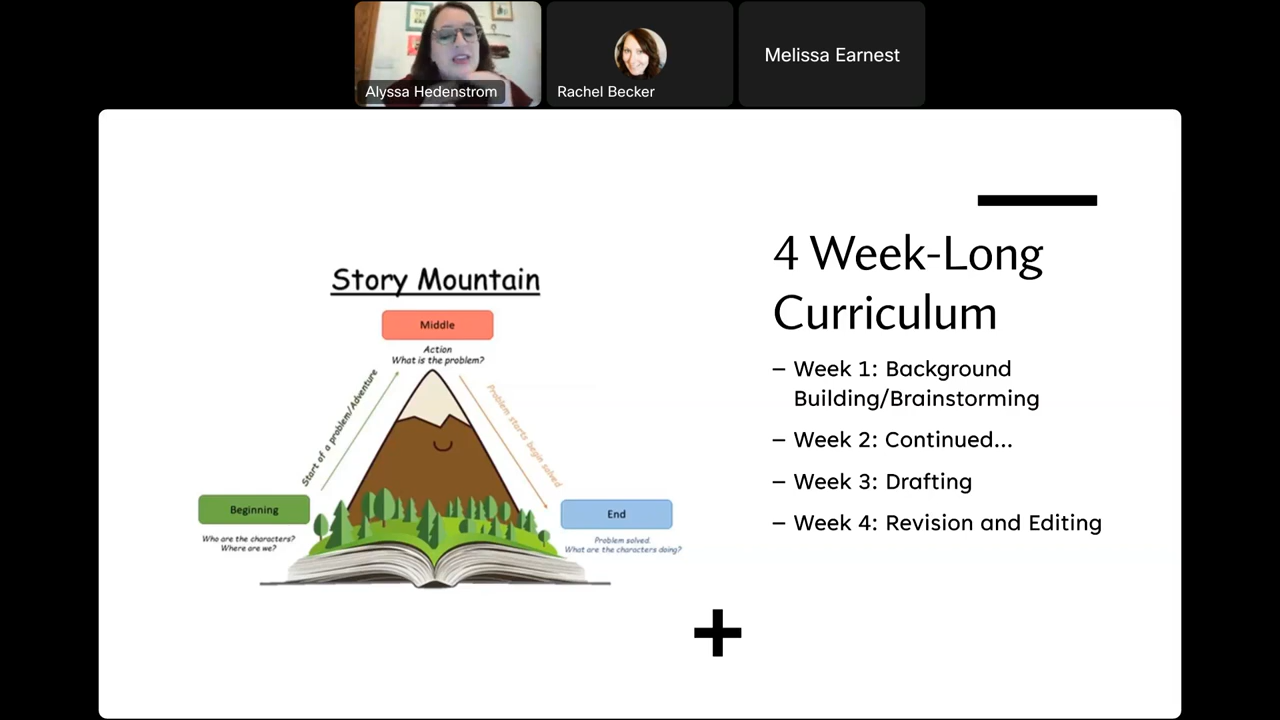 Alyssa Hedenstrom
Rachel Becker
Melissa Earnest
Story Mountain
Middle
Action
What is the problem?
Start of a problem/Adventure
Problem starts begin solved
Beginning
Who are the characters?
Where are we?
End
Problem solved.
What are the characters doing?
4 Week-Long
Curriculum
– Week 1: Background
Building/Brainstorming
– Week 2: Continued...
– Week 3: Drafting
– Week 4: Revision and Editing